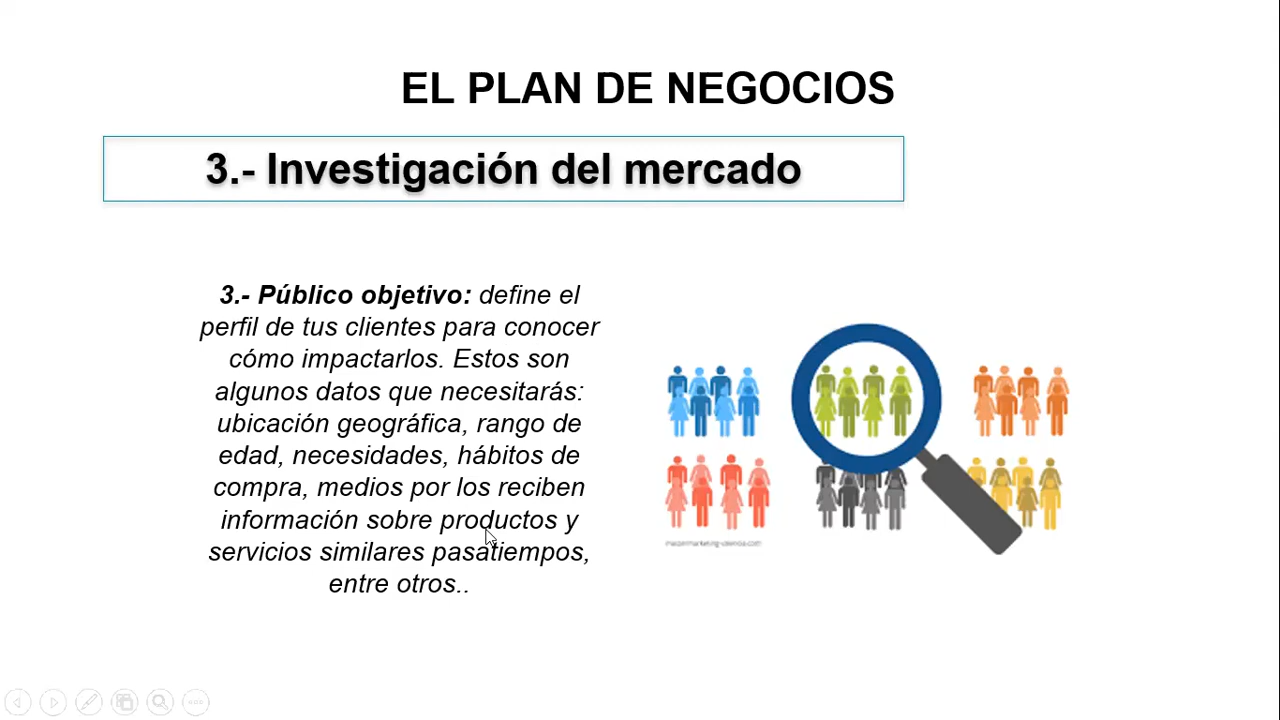 EL PLAN DE NEGOCIOS
3.- Investigación del mercado
3.- Público objetivo: define el
perfil de tus clientes para conocer
cómo impactarlos. Estos son
algunos datos que necesitarás:
ubicación geográfica, rango de
edad, necesidades, hábitos de
compra, medios por los reciben
información sobre productos y
servicios similares pasatiempos,
entre otros..